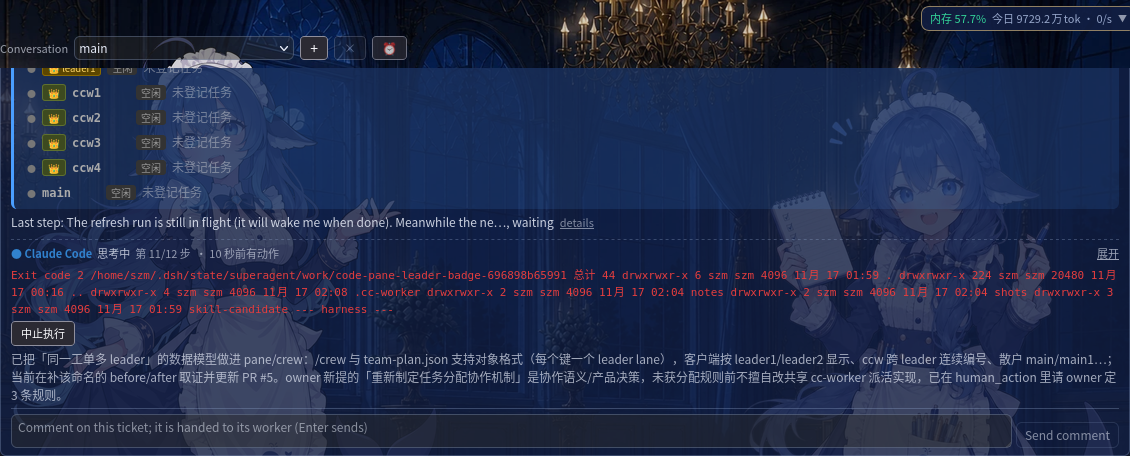 内存 57.7% 今日 9729.2万 tok · 0/s ▼
Conversation main + × ⏰
leader1 空闲 未登记任务
ccw1 空闲 未登记任务
ccw2 空闲 未登记任务
ccw3 空闲 未登记任务
ccw4 空闲 未登记任务
main 空闲 未登记任务
Last step: The refresh run is still in flight (it will wake me when done). Meanwhile the ne…, waiting details
Claude Code 思考中 第 11/12 步 · 10 秒前有动作 展开
Exit code 2 /home/szm/.dsh/state/superagent/work/code-pane-leader-badge-696898b65991 总计 44 drwxrwxr-x 6 szm szm 4096 11月 17 01:59 . drwxrwxr-x 224 szm szm 20480 11月
17 00:16 .. drwxrwxr-x 4 szm szm 4096 11月 17 02:08 .cc-worker drwxrwxr-x 2 szm szm 4096 11月 17 02:04 notes drwxrwxr-x 2 szm szm 4096 11月 17 02:04 shots drwxrwxr-x 3
szm szm 4096 11月 17 01:59 skill-candidate --- harness ---
中止执行
已把「同一工单多 leader」的数据模型做进 pane/crew：/crew 与 team-plan.json 支持对象格式（每个键一个 leader lane），客户端按 leader1/leader2 显示、ccw 跨 leader 连续编号、散户 main/main1…；
当前在补该命名的 before/after 取证并更新 PR #5。owner 新提的「重新制定任务分配协作机制」是协作语义/产品决策，未获分配规则前不擅自改共享 cc-worker 派活实现，已在 human_action 里请 owner 定
3 条规则。
Comment on this ticket; it is handed to its worker (Enter sends)
Send comment